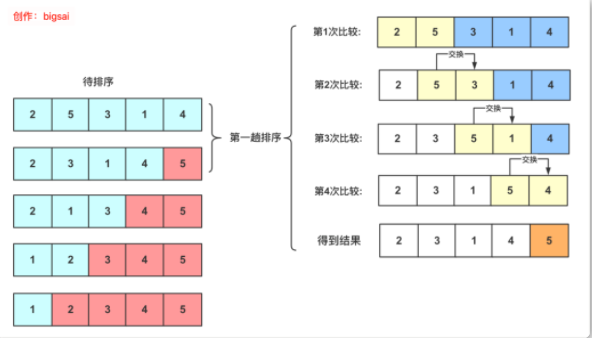 创作：bigsai
待排序
2 5 3 1 4
2 3 1 4 5
2 1 3 4 5
1 2 3 4 5
1 2 3 4 5
第一趟排序
第1次比较: 2 5 3 1 4
交换
第2次比较: 2 5 3 1 4
交换
第3次比较: 2 3 5 1 4
交换
第4次比较: 2 3 1 5 4
得到结果 2 3 1 4 5